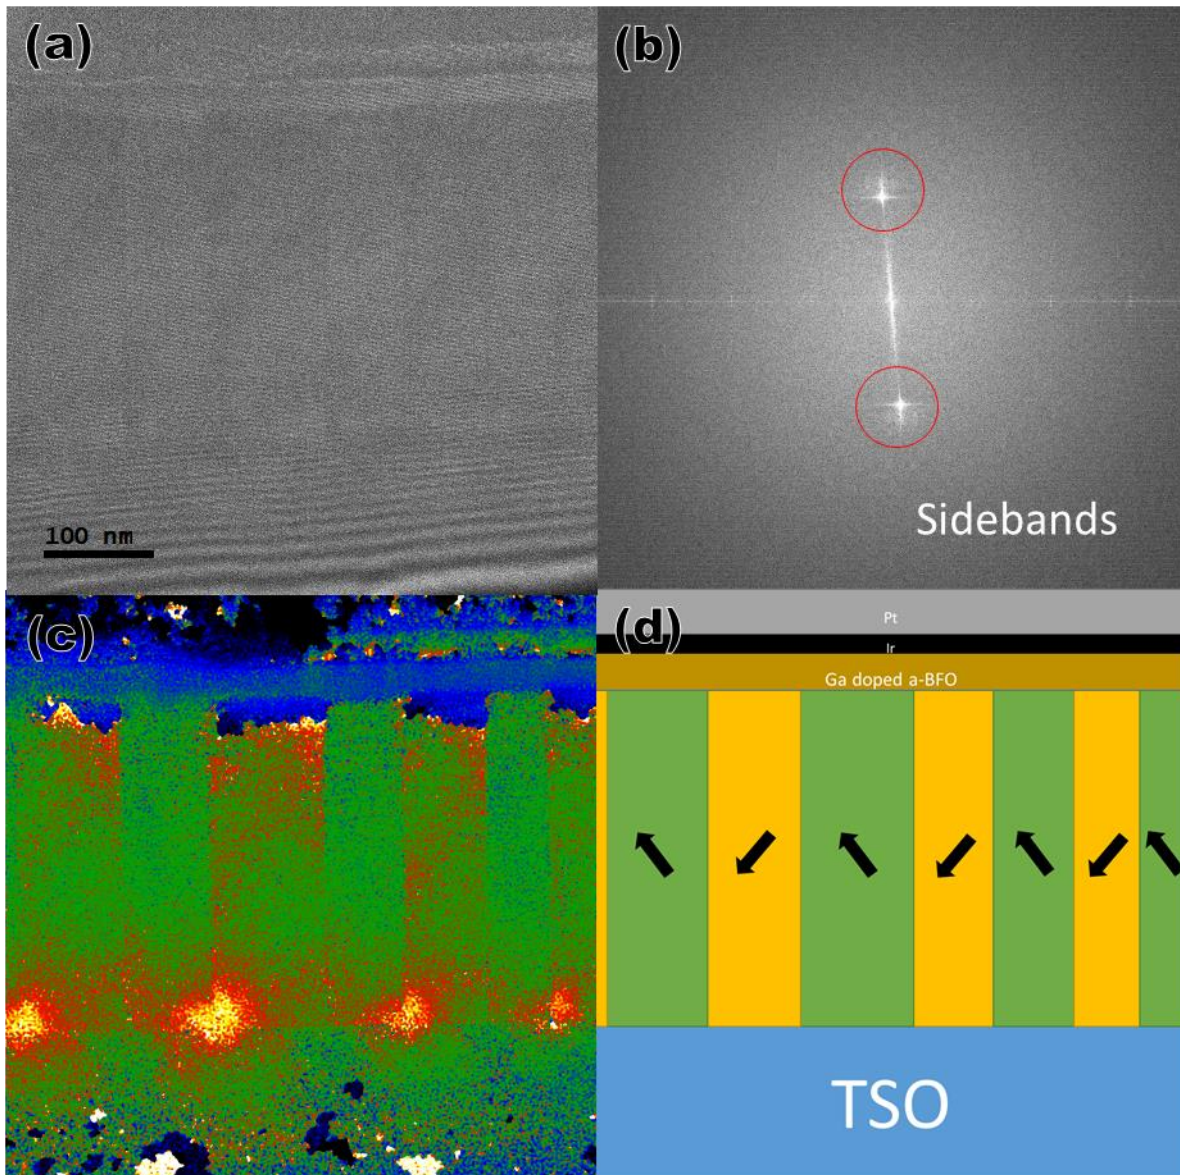 (a)
(b)
100 nm
Sidebands
(c)
(d)
Pt
Ir
Ga doped a-BFO
TSO